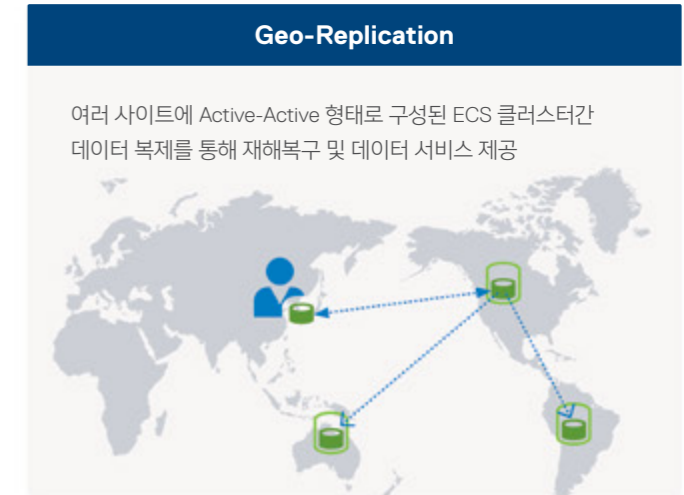 Geo-Replication
여러 사이트에 Active-Active 형태로 구성된 ECS 클러스터간
데이터 복제를 통해 재해복구 및 데이터 서비스 제공